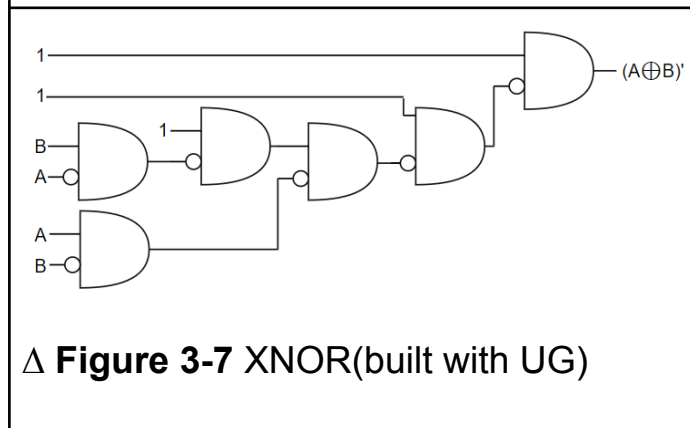 1
(A⨁B)'
1
1
B
A
A
B
Δ Figure 3-7 XNOR(built with UG)